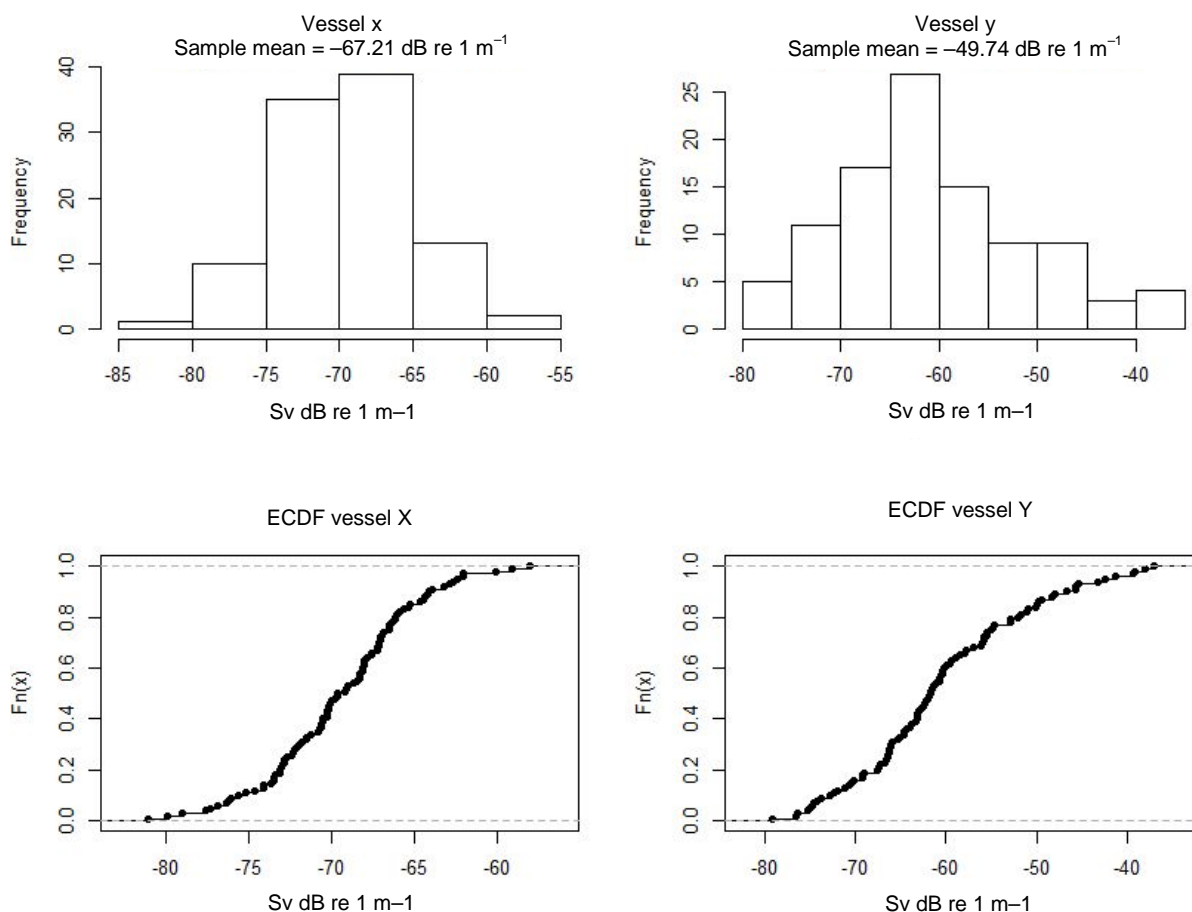 Vessel x
Sample mean = –67.21 dB re 1 m⁻¹
Frequency
40
30
20
10
0
-85 -80 -75 -70 -65 -60 -55
Sv dB re 1 m–1
Vessel y
Sample mean = –49.74 dB re 1 m⁻¹
Frequency
25
20
15
10
5
0
-80 -70 -60 -50 -40
Sv dB re 1 m–1
ECDF vessel X
Fn(x)
1.0
0.8
0.6
0.4
0.2
0.0
-80 -75 -70 -65 -60
Sv dB re 1 m–1
ECDF vessel Y
Fn(x)
1.0
0.8
0.6
0.4
0.2
0.0
-80 -70 -60 -50 -40
Sv dB re 1 m–1